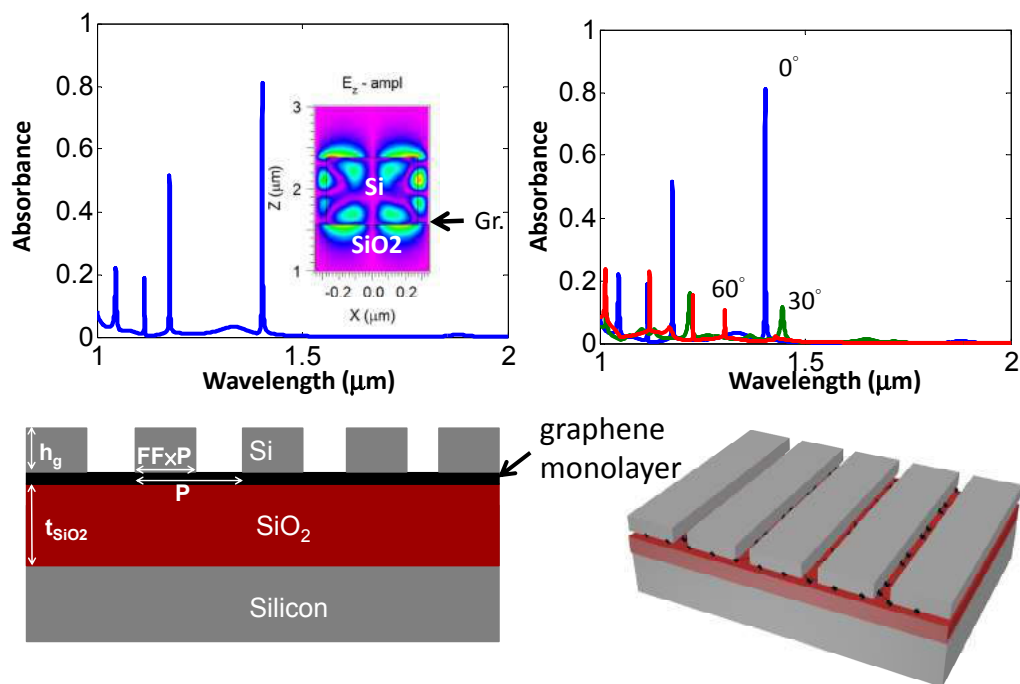 1
0.8
0.6
0.4
0.2
0
1
1.5
2
Absorbance
Wavelength (μm)
E_z - ampl
3
2
1
Z (μm)
-0.2 0.0 0.2
X (μm)
Si
SiO2
Gr.
1
0.8
0.6
0.4
0.2
0
1
1.5
2
Absorbance
Wavelength (μm)
0°
60°
30°
h_g
FF×P
Si
P
graphene
monolayer
t_SiO2
SiO₂
Silicon